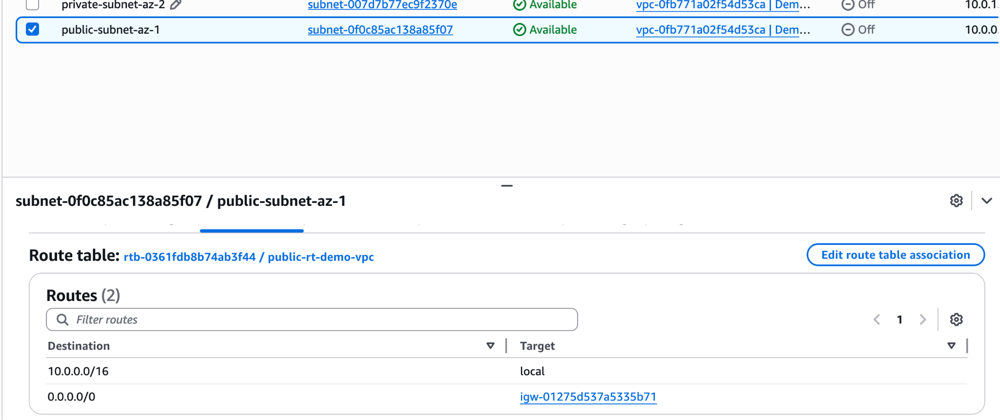 private-subnet-az-2 subnet-007d7b77ec9f2370e Available vpc-0fb771a02f54d53ca | Dem... Off 10.0.1.
public-subnet-az-1 subnet-0f0c85ac138a85f07 Available vpc-0fb771a02f54d53ca | Dem... Off 10.0.0.
subnet-0f0c85ac138a85f07 / public-subnet-az-1
Route table: rtb-0361fdb8b74ab3f44 / public-rt-demo-vpc Edit route table association
Routes (2)
Filter routes 1
Destination Target
10.0.0.0/16 local
0.0.0.0/0 igw-01275d537a5335b71